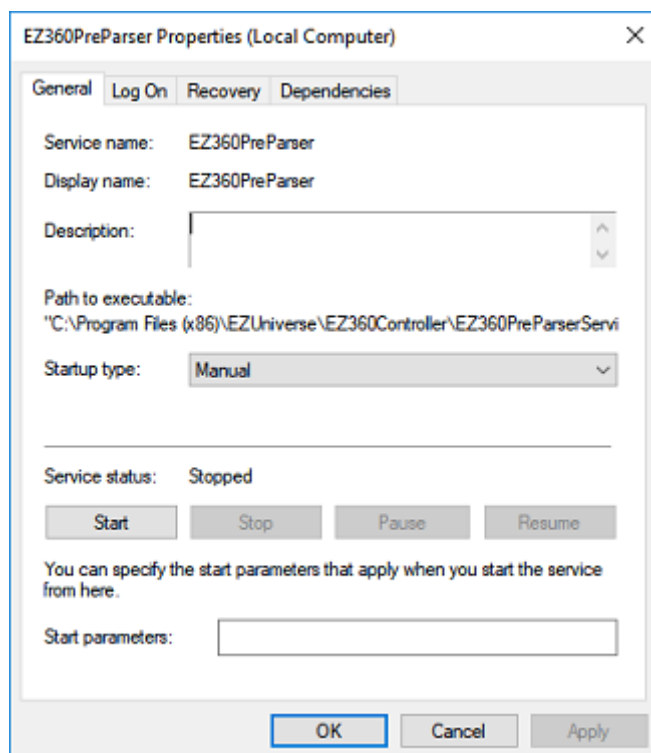 EZ360PreParser Properties (Local Computer)
General Log On Recovery Dependencies
Service name: EZ360PreParser
Display name: EZ360PreParser
Description:
Path to executable:
"C:\Program Files (x86)\EZUniverse\EZ360Controller\EZ360PreParserServi
Startup type: Manual
Service status: Stopped
Start Stop Pause Resume
You can specify the start parameters that apply when you start the service
from here.
Start parameters:
OK Cancel Apply